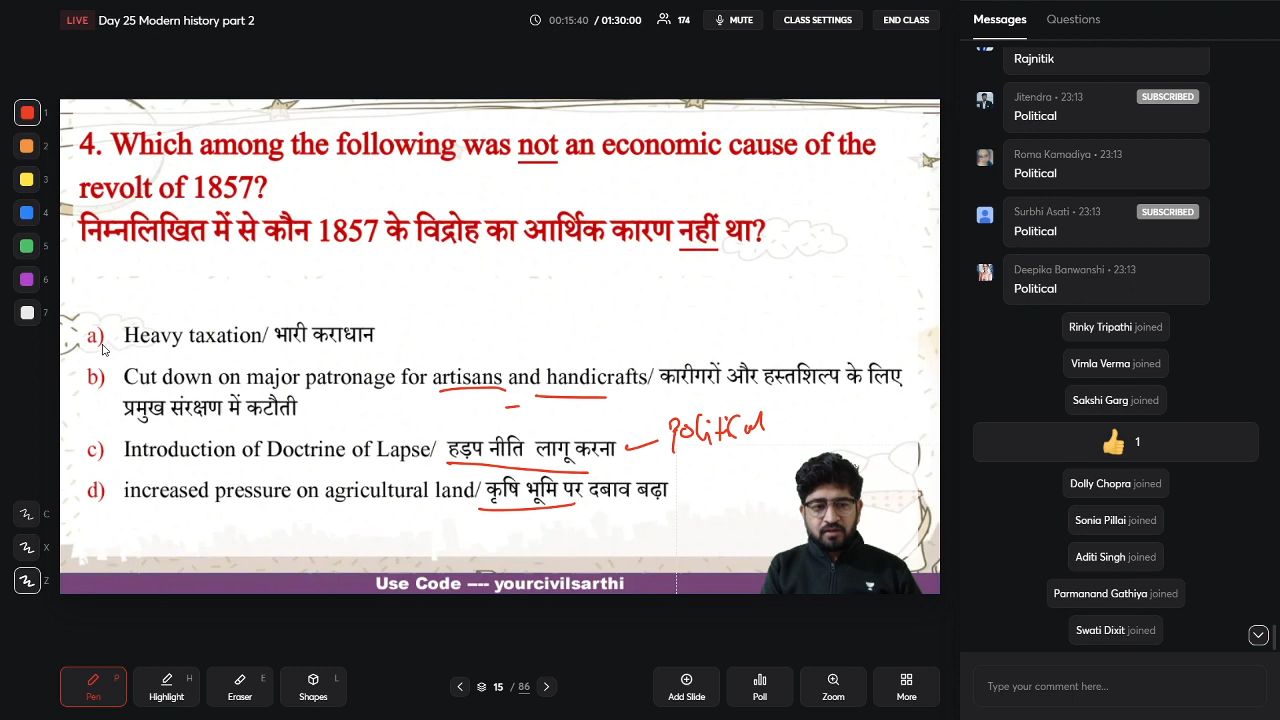 LIVE Day 25 Modern history part 2
00:15:40 / 01:30:00 174 MUTE CLASS SETTINGS END CLASS
1
2
3
4
5
6
7
4. Which among the following was not an economic cause of the
revolt of 1857?
निम्नलिखित में से कौन 1857 के विद्रोह का आर्थिक कारण नहीं था?
a) Heavy taxation/ भारी कराधान
b) Cut down on major patronage for artisans and handicrafts/ कारीगरों और हस्तशिल्प के लिए
प्रमुख संरक्षण में कटौती
c) Introduction of Doctrine of Lapse/ हड़प नीति लागू करना
Political
d) increased pressure on agricultural land/ कृषि भूमि पर दबाव बढ़ा
Use Code ---- yourcivilsarthi
C
X
Z
Pen P
Highlight H
Eraser E
Shapes L
15 / 86
Add Slide
Poll
Zoom
More
Messages Questions
Rajnitik
Jitendra • 23:13 SUBSCRIBED
Political
Roma Kamadiya • 23:13
Political
Surbhi Asati • 23:13 SUBSCRIBED
Political
Deepika Banwanshi • 23:13
Political
Rinky Tripathi joined
Vimla Verma joined
Sakshi Garg joined
1
Dolly Chopra joined
Sonia Pillai joined
Aditi Singh joined
Parmanand Gathiya joined
Swati Dixit joined
Type your comment here...